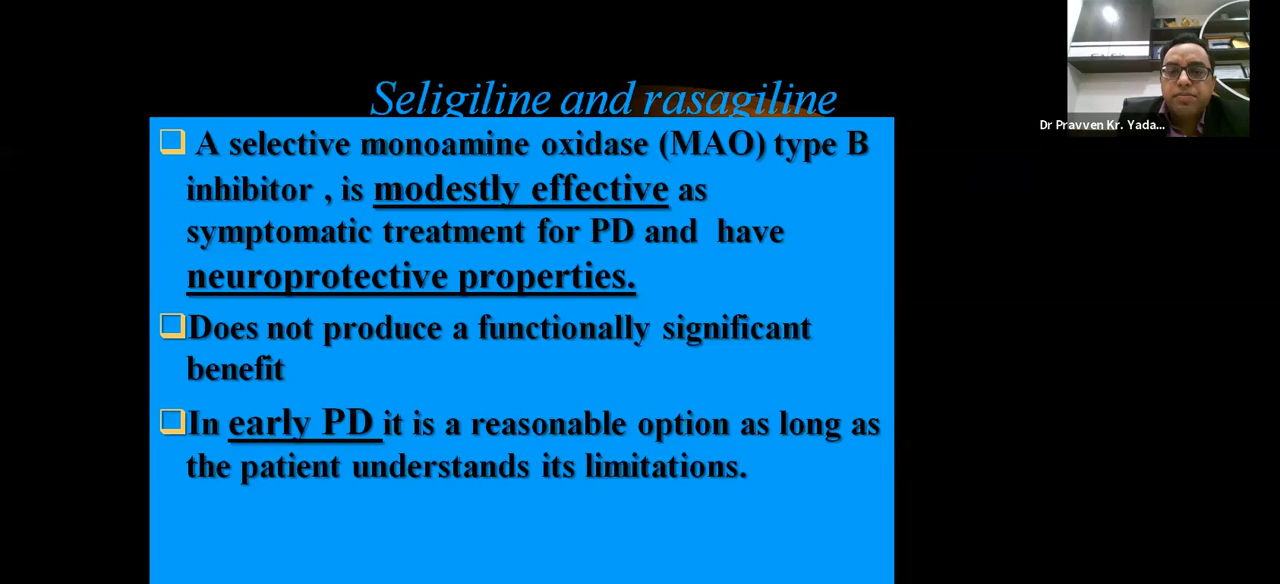 Seligiline and rasagiline
A selective monoamine oxidase (MAO) type B
inhibitor , is modestly effective as
symptomatic treatment for PD and have
neuroprotective properties.
Does not produce a functionally significant
benefit
In early PD it is a reasonable option as long as
the patient understands its limitations.
Dr Pravven Kr. Yada...